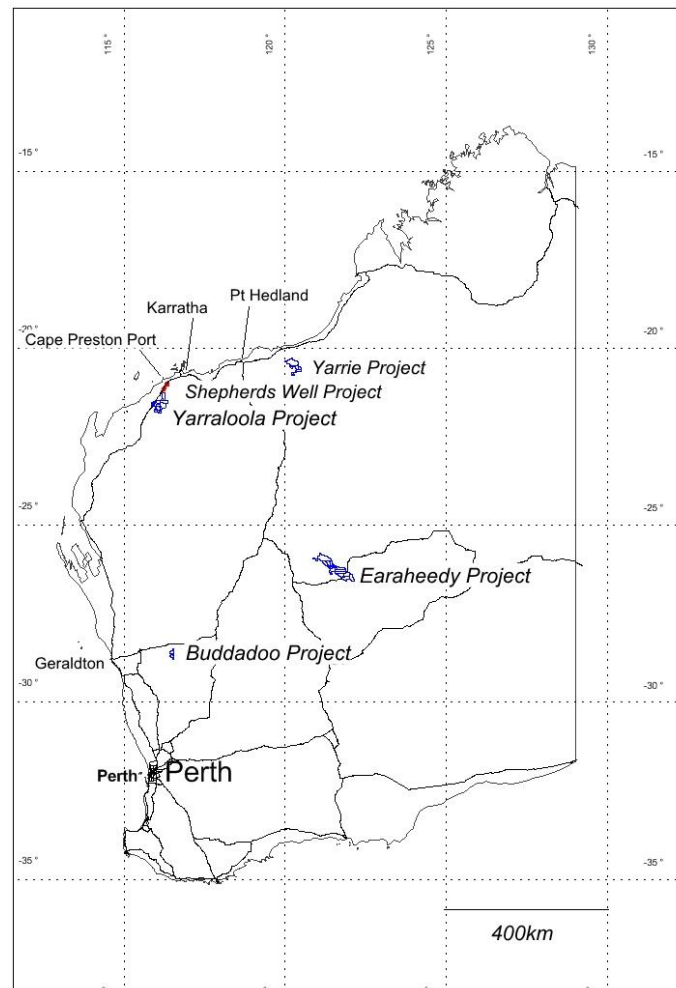 115°
120°
125°
130°
-15°
-15°
Pt Hedland
Karratha
-20°
-20°
Cape Preston Port
Yarrie Project
Shepherds Well Project
Yarraloola Project
-25°
-25°
Earaheedy Project
Buddadoo Project
Geraldton
-30°
-30°
Perth
Perth
-35°
-35°
400km